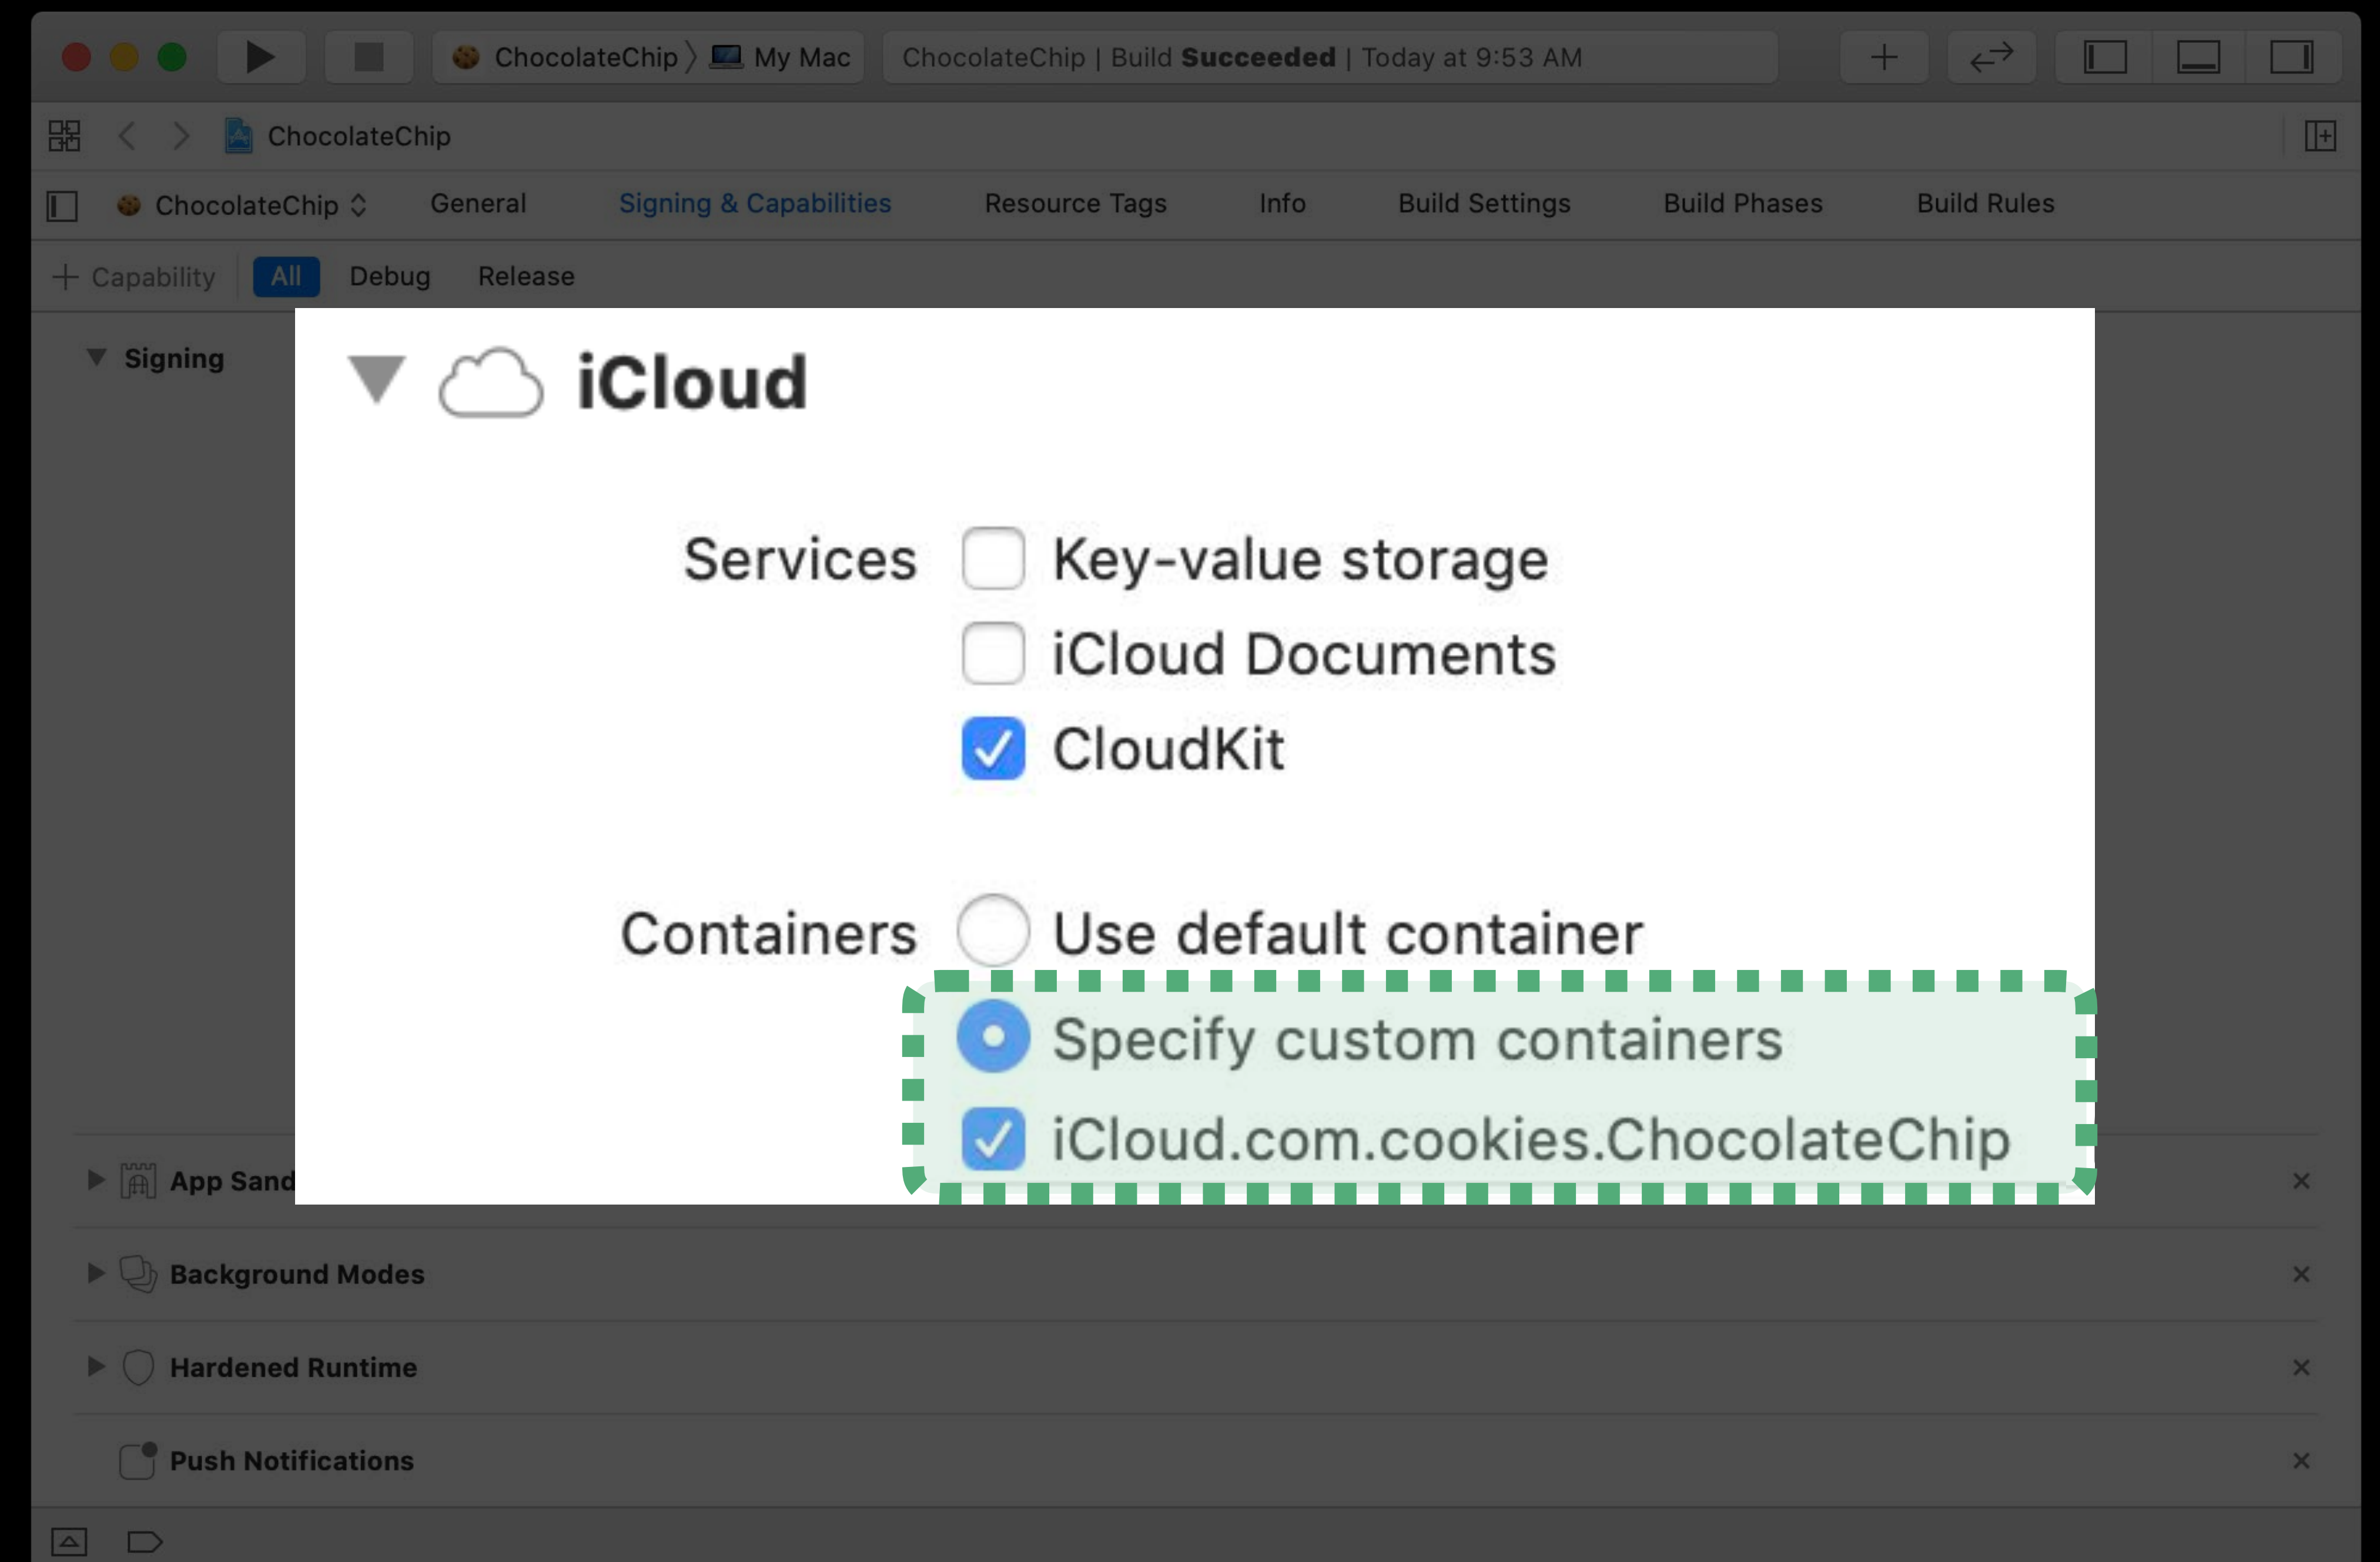 ChocolateChip My Mac ChocolateChip | Build Succeeded | Today at 9:53 AM
ChocolateChip
ChocolateChip General Signing & Capabilities Resource Tags Info Build Settings Build Phases Build Rules
+ Capability All Debug Release
Signing
iCloud
Services Key-value storage
iCloud Documents
CloudKit
Containers Use default container
Specify custom containers
iCloud.com.cookies.ChocolateChip
App Sand
Background Modes
Hardened Runtime
Push Notifications